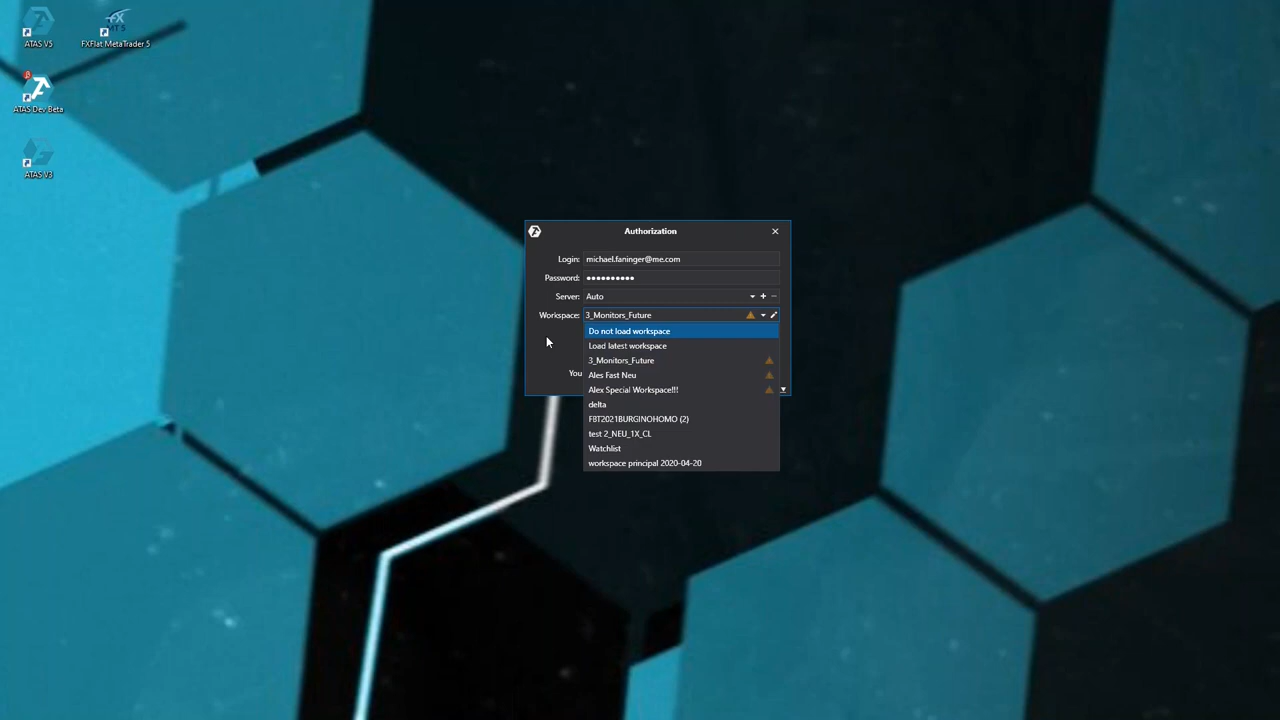 ATAS V5
FXFlat MetaTrader 5
ATAS Dev Beta
ATAS V3
Authorization
Login: michael.faninger@me.com
Password: ••••••••••
Server: Auto
Workspace: 3_Monitors_Future
Do not load workspace
Load latest workspace
3_Monitors_Future
Ales Fast Neu
Alex Special Workspace!!!
delta
FBT2021BURGINOHOMO (2)
test 2_NEU_1X_CL
Watchlist
workspace principal 2020-04-20
You